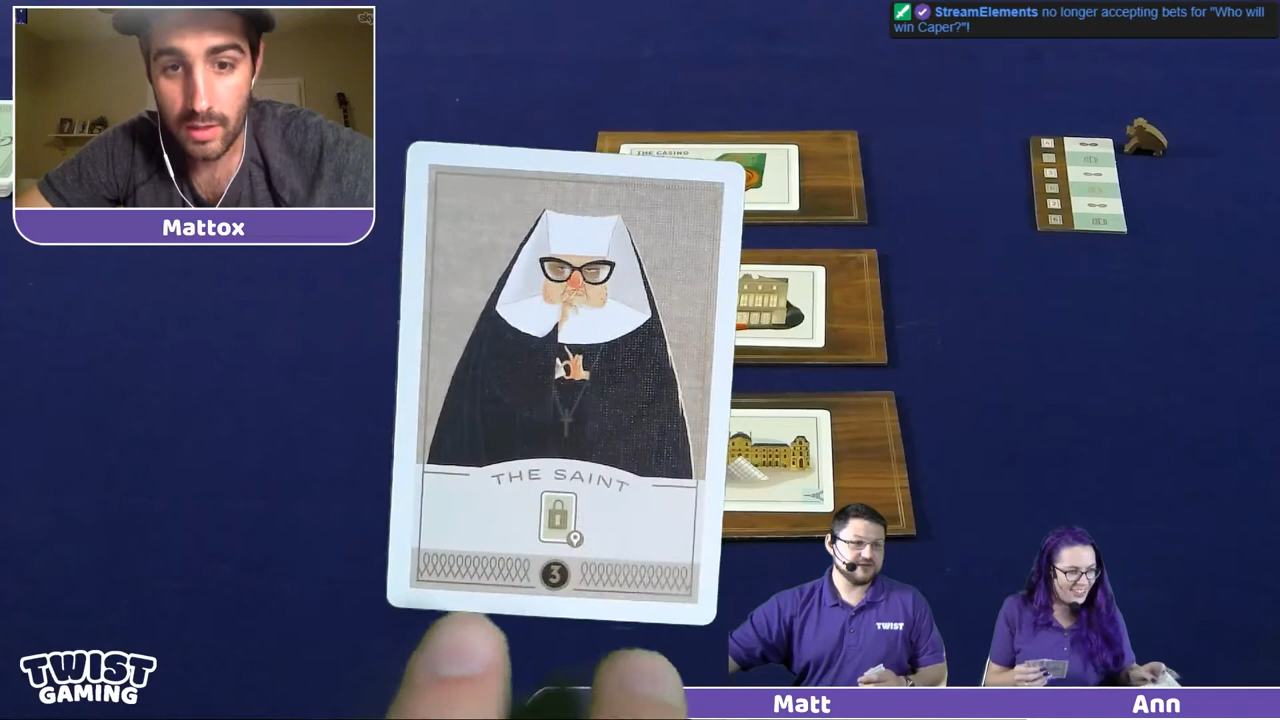 StreamElements no longer accepting bets for "Who will
win Caper?"!
Mattox
THE CASINO
THE SAINT
3
TWIST
TWIST
GAMING
Matt
Ann